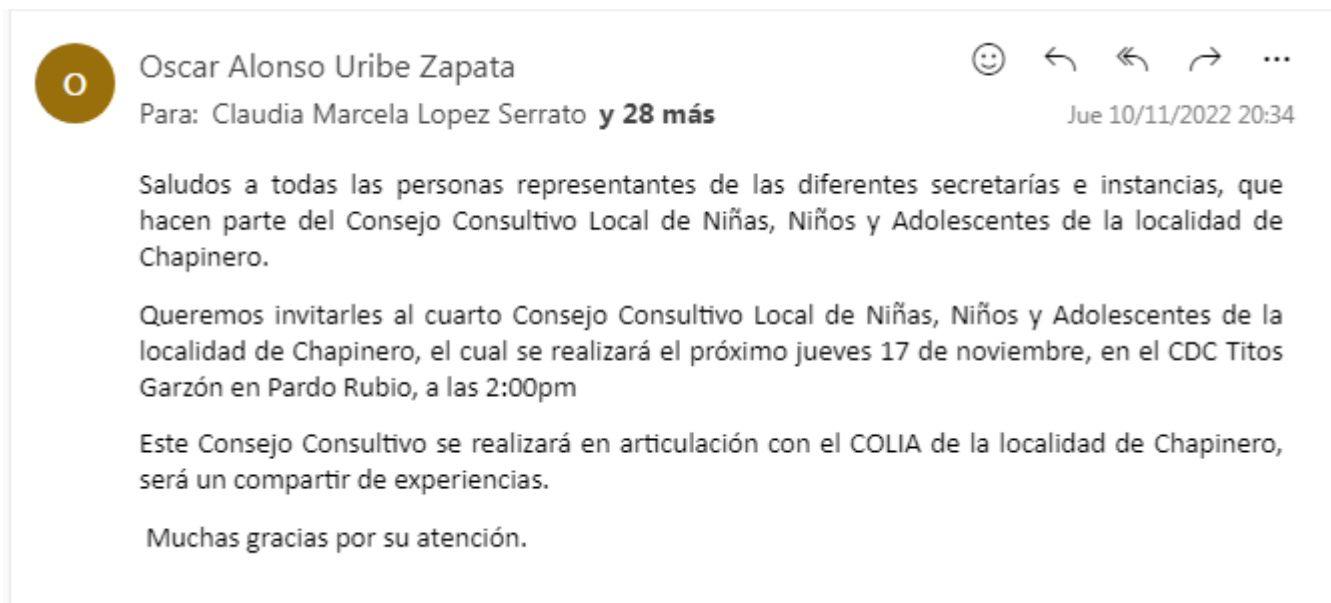 O
Oscar Alonso Uribe Zapata
Para: Claudia Marcela Lopez Serrato y 28 más
Jue 10/11/2022 20:34
Saludos a todas las personas representantes de las diferentes secretarías e instancias, que
hacen parte del Consejo Consultivo Local de Niñas, Niños y Adolescentes de la localidad de
Chapinero.
Queremos invitarles al cuarto Consejo Consultivo Local de Niñas, Niños y Adolescentes de la
localidad de Chapinero, el cual se realizará el próximo jueves 17 de noviembre, en el CDC Titos
Garzón en Pardo Rubio, a las 2:00pm
Este Consejo Consultivo se realizará en articulación con el COLIA de la localidad de Chapinero,
será un compartir de experiencias.
Muchas gracias por su atención.